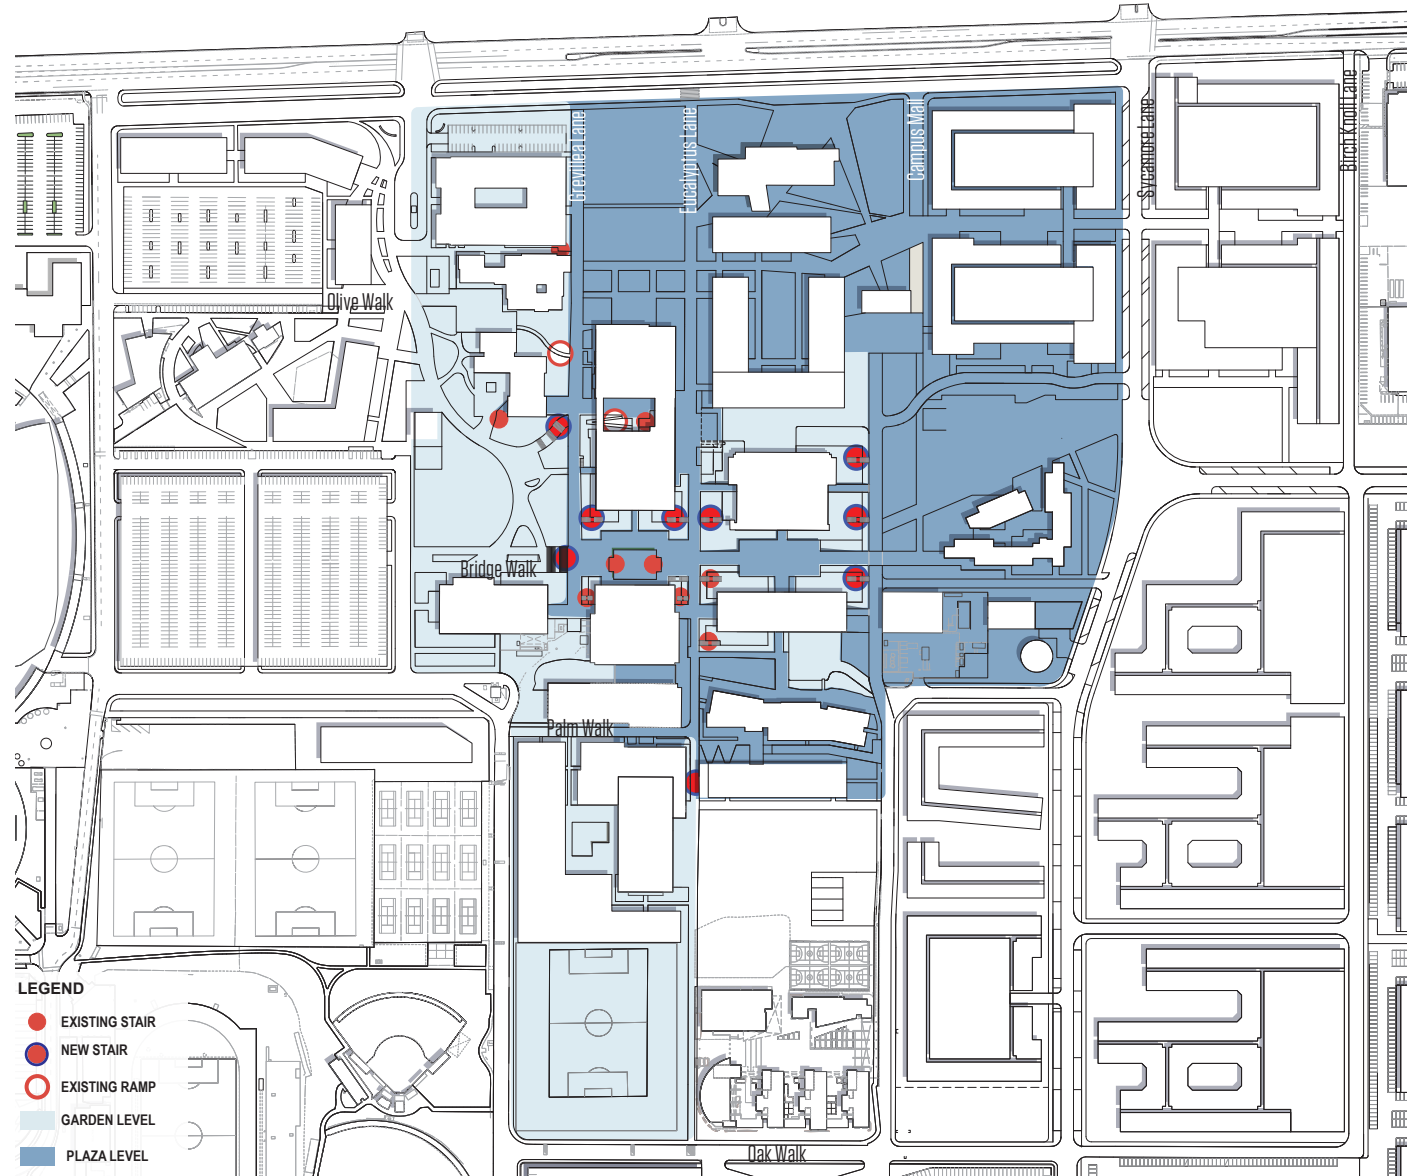 Grevillea Lane
Eucalyptus Lane
Campus Mall
Sycamore Lane
Birch Knoll Lane
Olive Walk
Bridge Walk
Palm Walk
Oak Walk
LEGEND
EXISTING STAIR
NEW STAIR
EXISTING RAMP
GARDEN LEVEL
PLAZA LEVEL